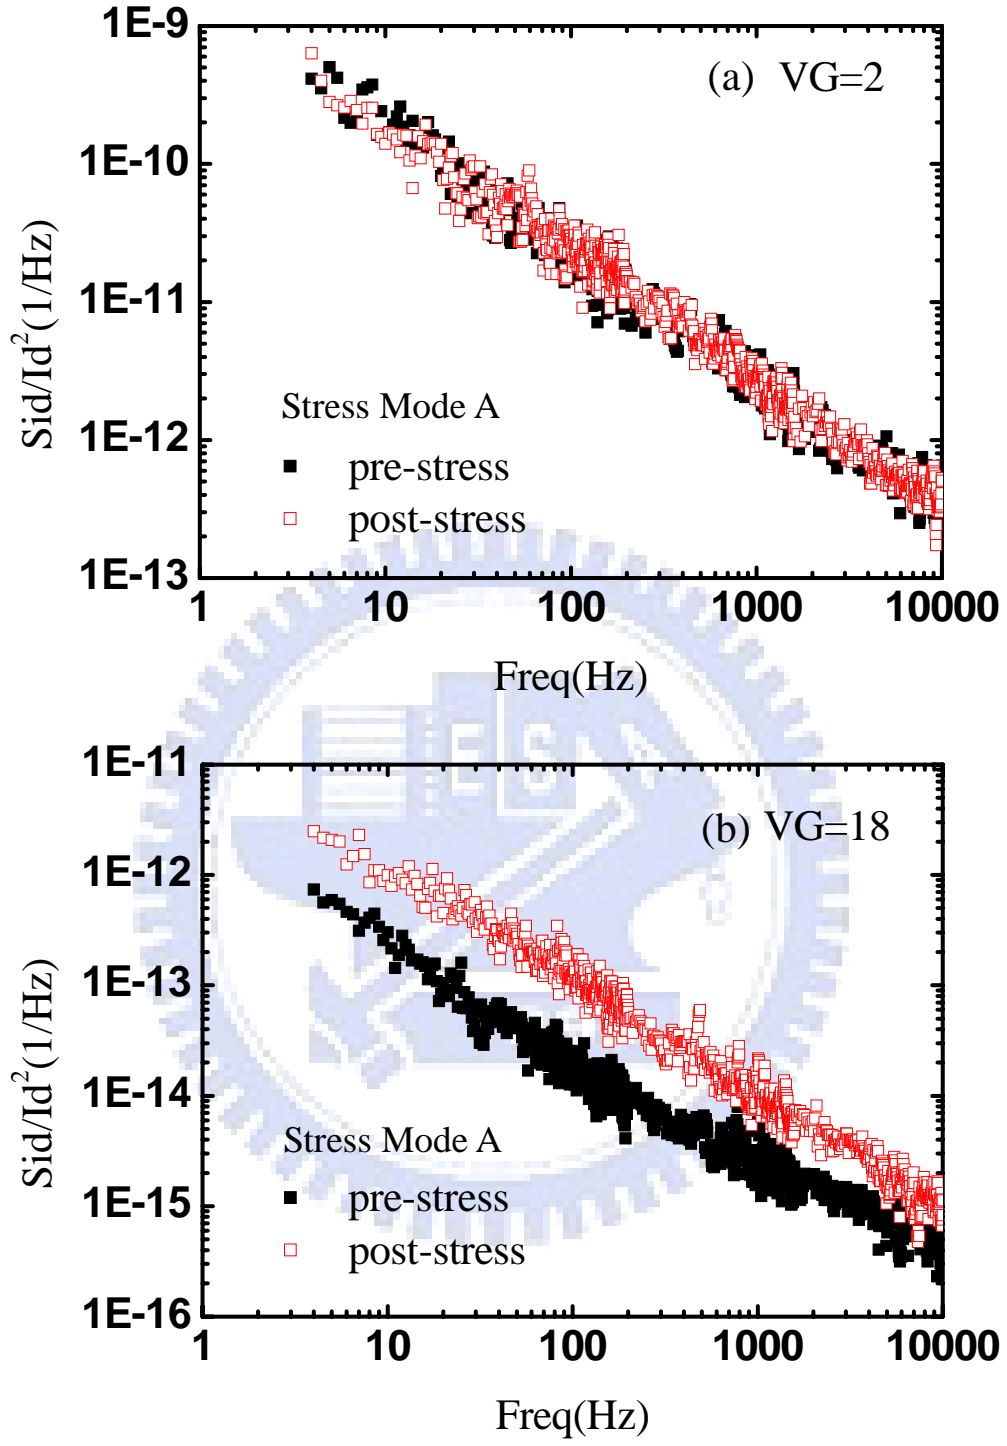 1E-9
(a) VG=2
1E-10
1E-11
1E-12
1E-13
Sid/Id²(1/Hz)
Stress Mode A
pre-stress
post-stress
1 10 100 1000 10000
Freq(Hz)
1E-11
(b) VG=18
1E-12
1E-13
1E-14
1E-15
1E-16
Sid/Id²(1/Hz)
Stress Mode A
pre-stress
post-stress
1 10 100 1000 10000
Freq(Hz)